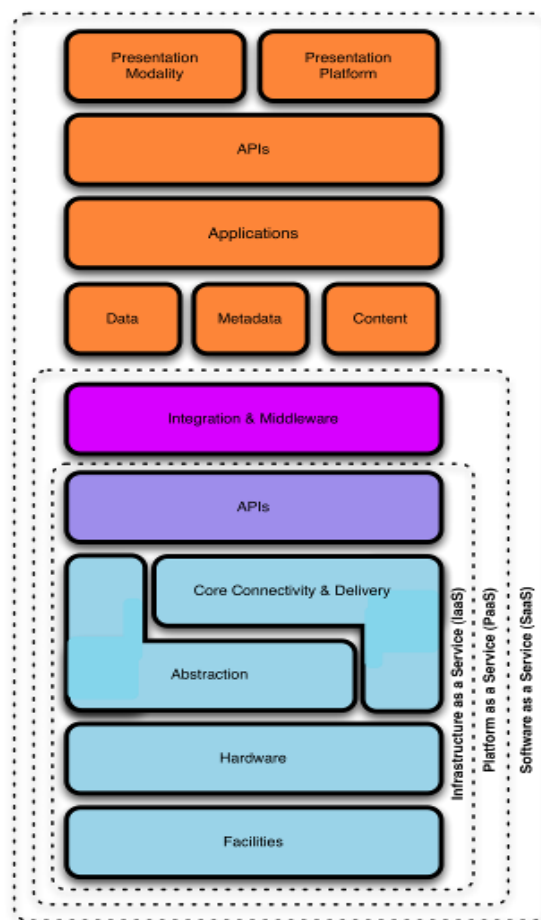 Presentation
Modality
Presentation
Platform
APIs
Applications
Data
Metadata
Content
Integration & Middleware
APIs
Core Connectivity & Delivery
Abstraction
Hardware
Facilities
Infrastructure as a Service (IaaS)
Platform as a Service (PaaS)
Software as a Service (SaaS)